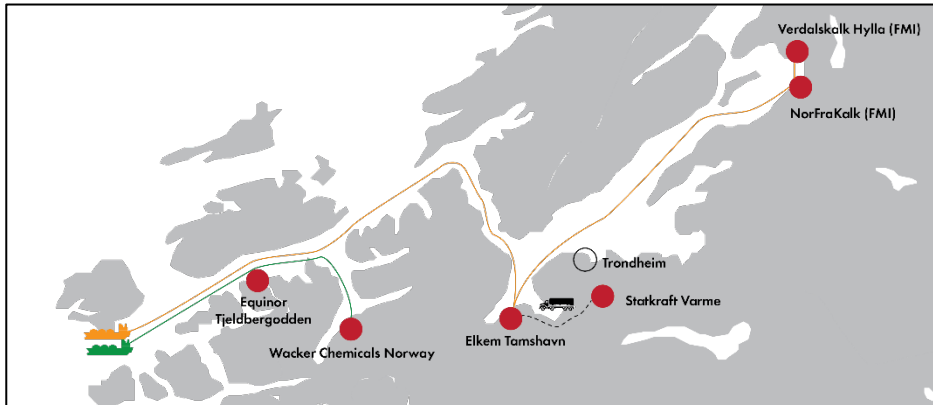 Verdalskalk Hylla (FMI)
NorFraKalk (FMI)
Trondheim
Statkraft Varme
Equinor
Tjeldbergodden
Elkem Tamshavn
Wacker Chemicals Norway